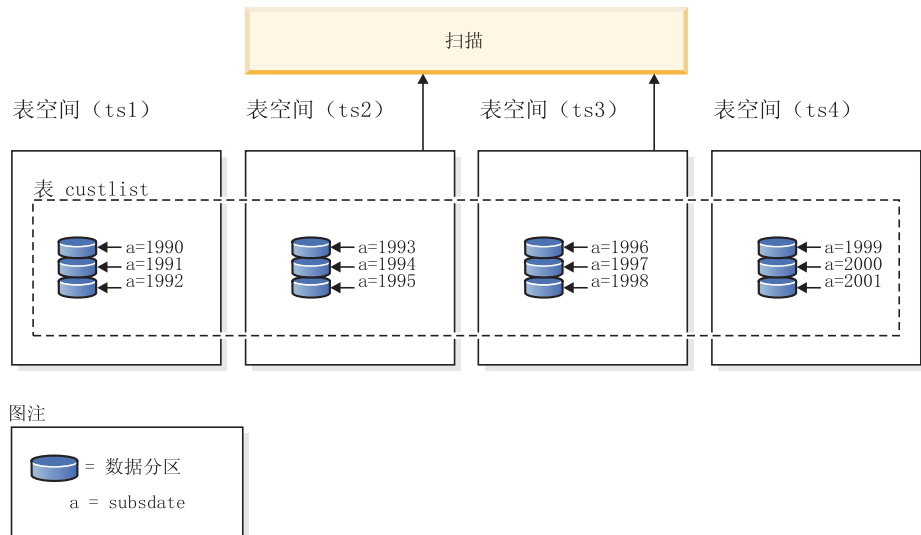 扫描
表空间（ts1）
表空间（ts2）
表空间（ts3）
表空间（ts4）
表 custlist
a=1990
a=1991
a=1992
a=1993
a=1994
a=1995
a=1996
a=1997
a=1998
a=1999
a=2000
a=2001
图注
= 数据分区
a = subsdate